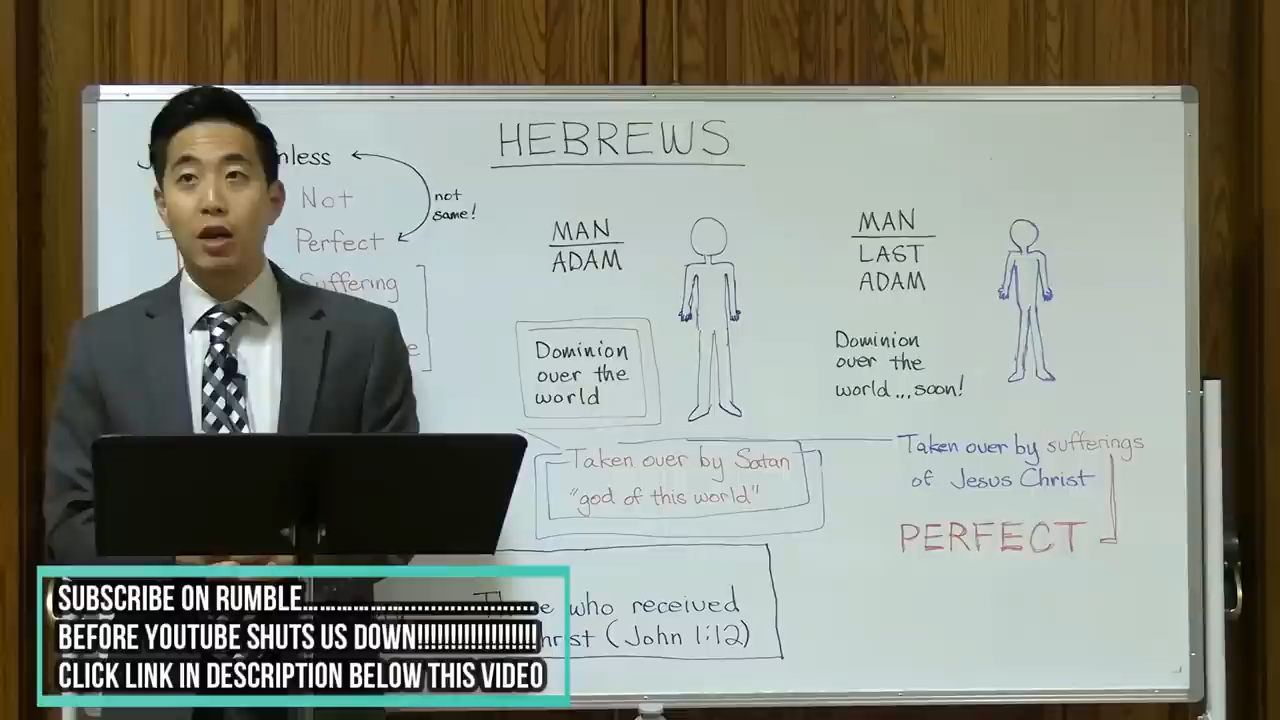 HEBREWS
nless
Not
not
same!
Perfect
Suffering
MAN
ADAM
Dominion
over the
world
Taken over by Satan
"god of this world"
MAN
LAST
ADAM
Dominion
over the
world...soon!
Taken over by sufferings
of Jesus Christ
PERFECT
who received
(John 1:12)
SUBSCRIBE ON RUMBLE.......................................
BEFORE YOUTUBE SHUTS US DOWN!!!!!!!!!!!!!!!!!!!!
CLICK LINK IN DESCRIPTION BELOW THIS VIDEO